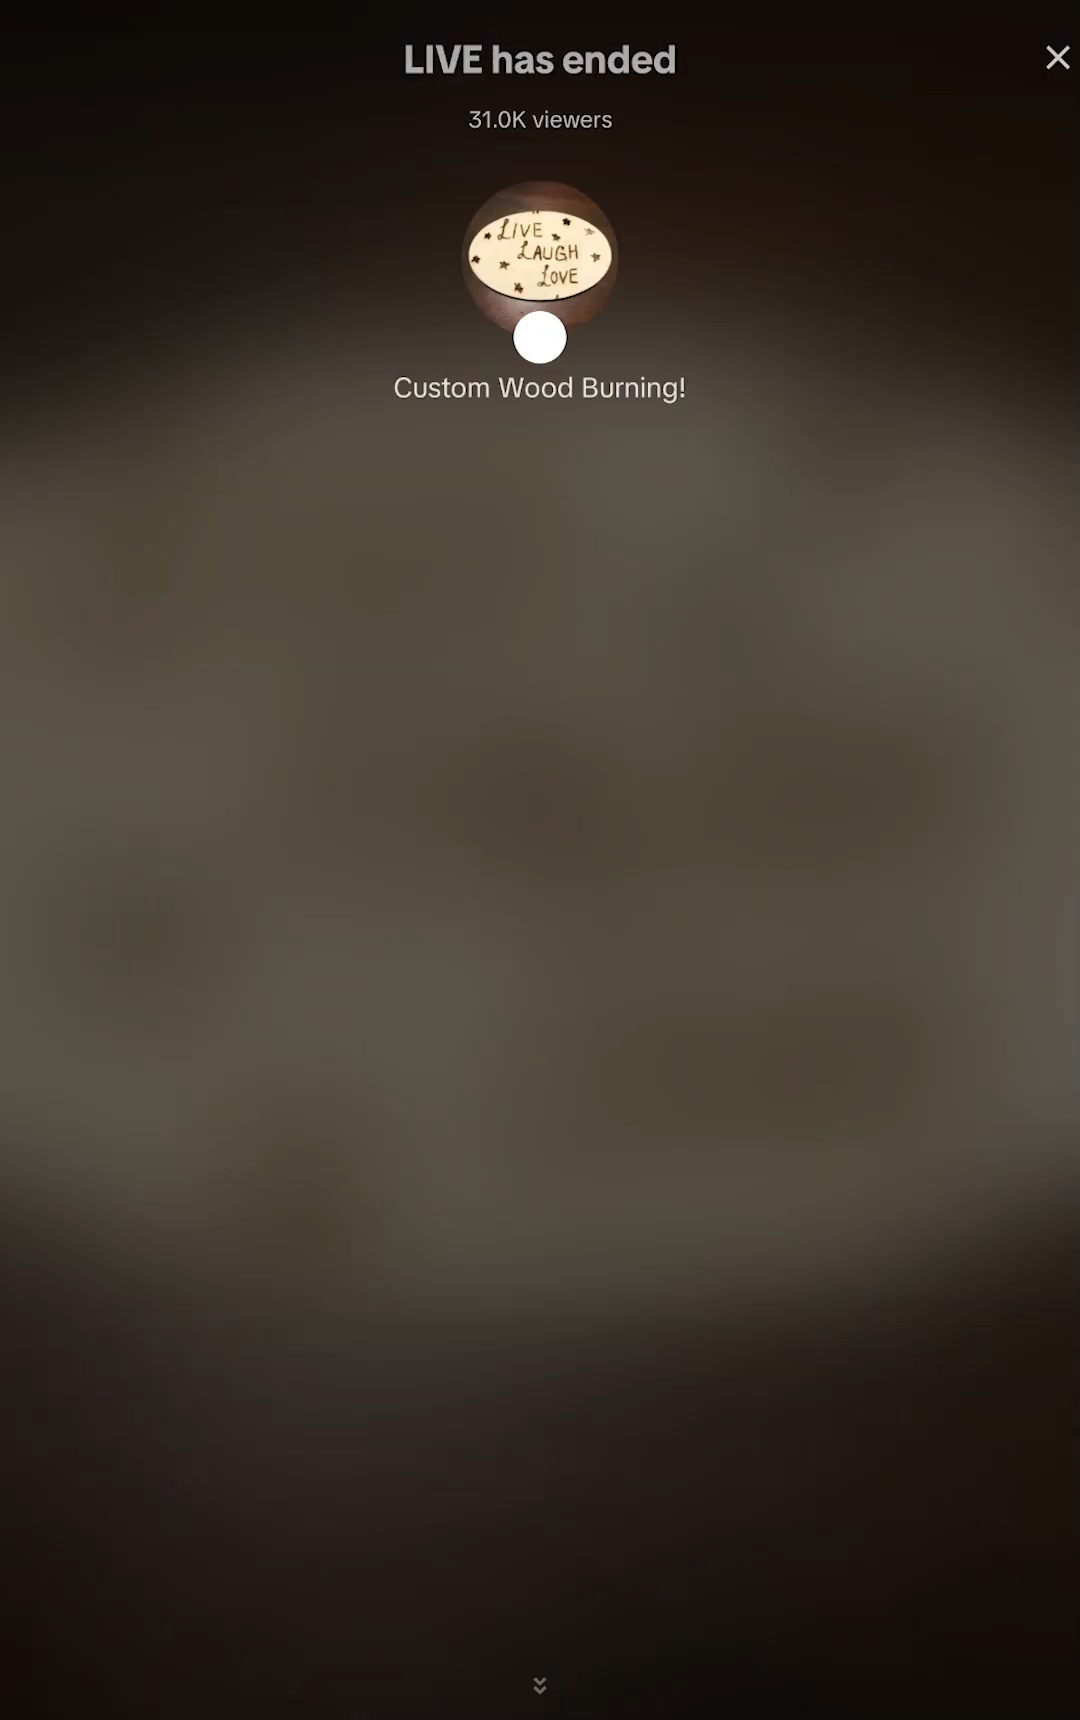 LIVE has ended
31.0K viewers
LIVE
LAUGH
LOVE
Custom Wood Burning!